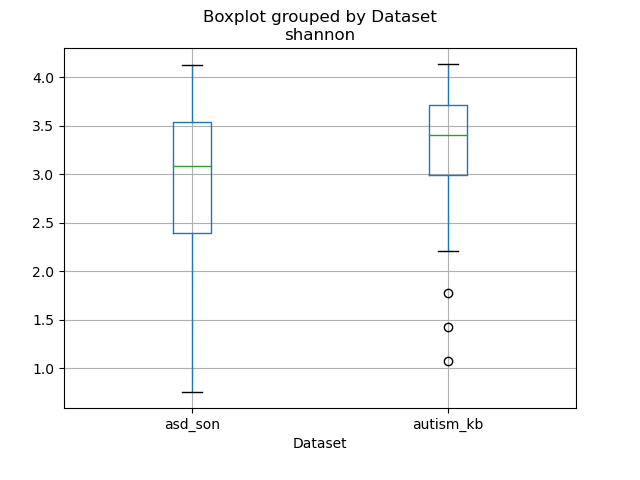 Boxplot grouped by Dataset
shannon
4.0
3.5
3.0
2.5
2.0
1.5
1.0
asd_son autism_kb
Dataset